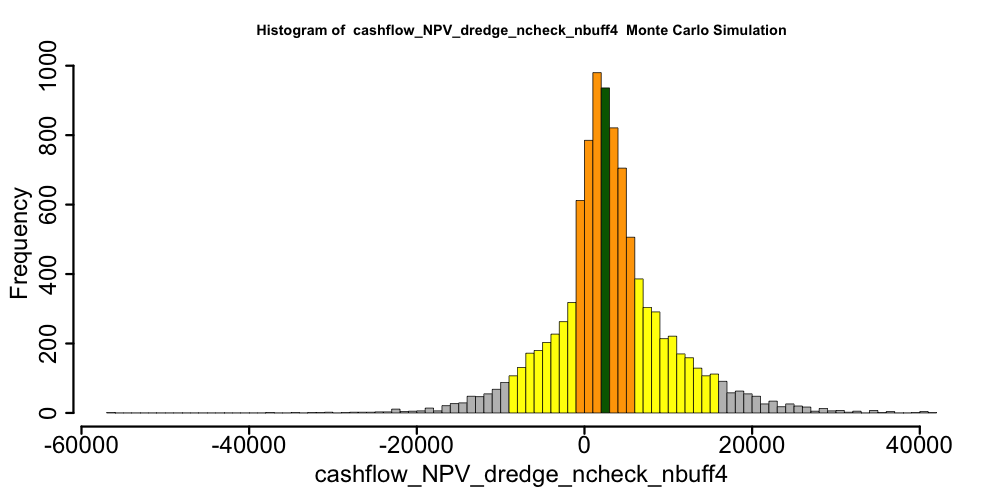 Histogram of  cashflow_NPV_dredge_ncheck_nbuff4  Monte Carlo Simulation
1000
800
600
400
200
0
Frequency
-60000 -40000 -20000 0 20000 40000
cashflow_NPV_dredge_ncheck_nbuff4